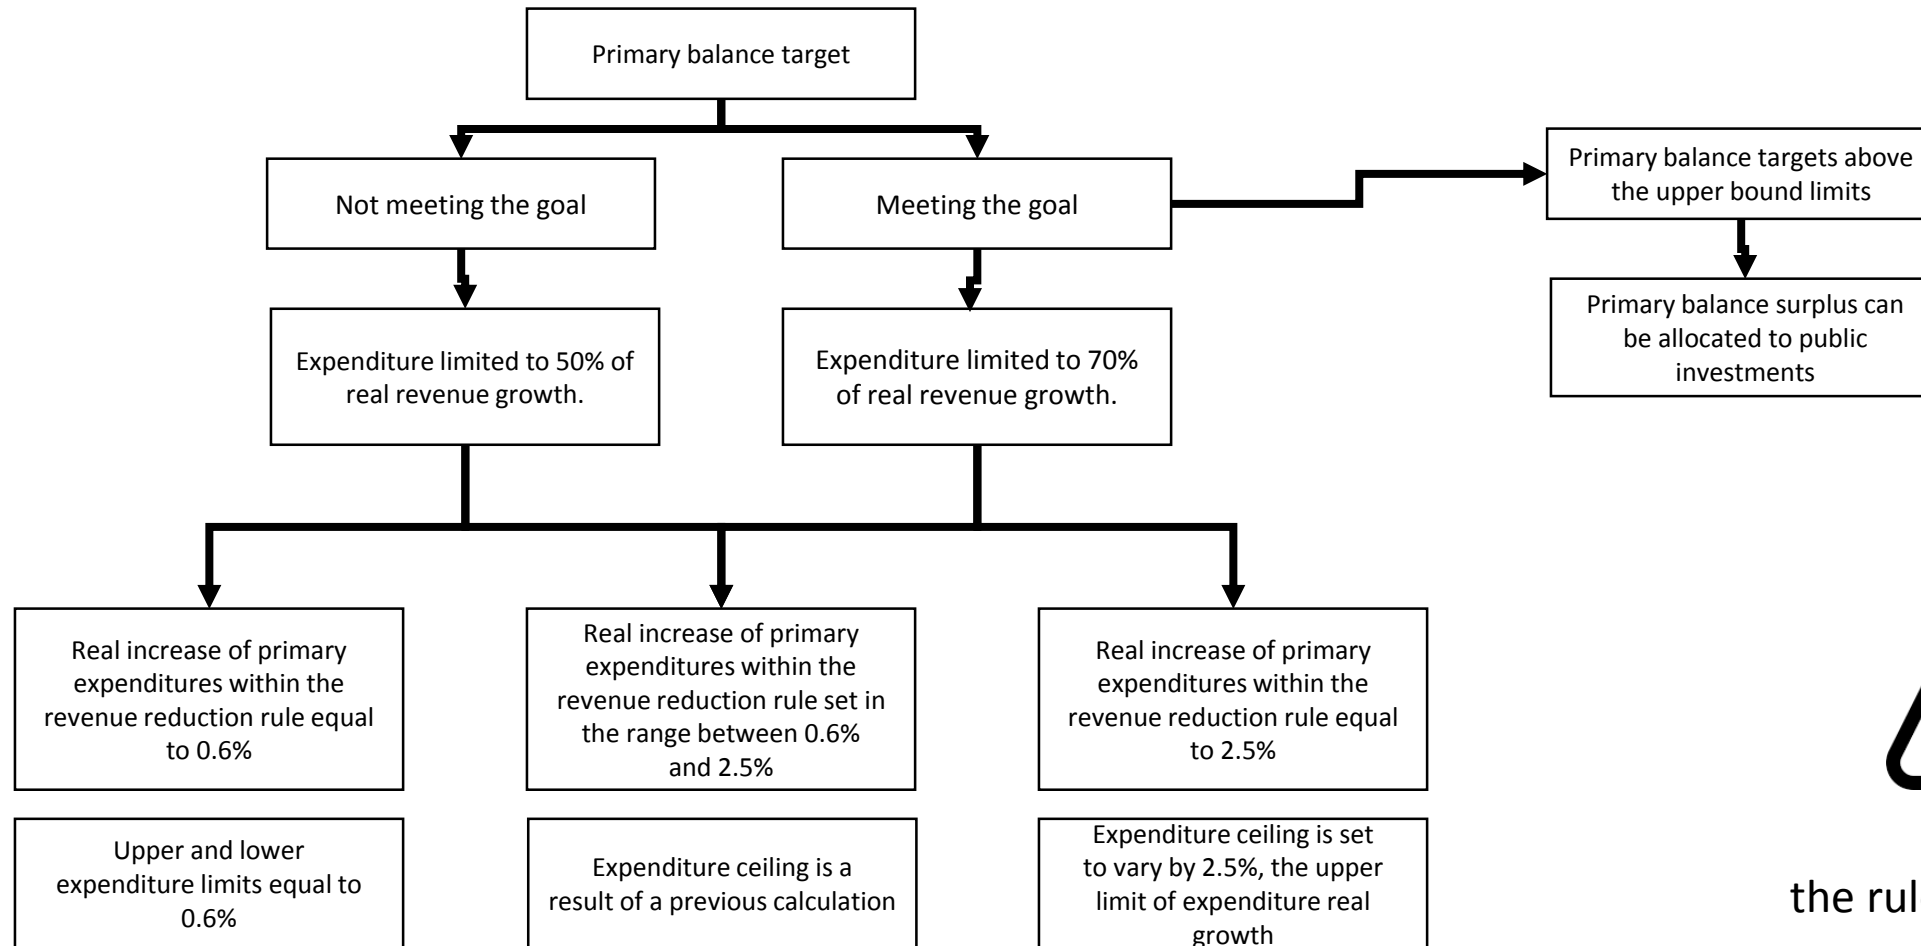 Primary balance target
Not meeting the goal
Meeting the goal
Primary balance targets above
the upper bound limits
Expenditure limited to 50% of
real revenue growth.
Expenditure limited to 70%
of real revenue growth.
Primary balance surplus can
be allocated to public
investments
Real increase of primary
expenditures within the
revenue reduction rule equal
to 0.6%
Real increase of primary
expenditures within the
revenue reduction rule set in
the range between 0.6%
and 2.5%
Real increase of primary
expenditures within the
revenue reduction rule equal
to 2.5%
Upper and lower
expenditure limits equal to
0.6%
Expenditure ceiling is a
result of a previous calculation
Expenditure ceiling is set
to vary by 2.5%, the upper
limit of expenditure real
growth
the